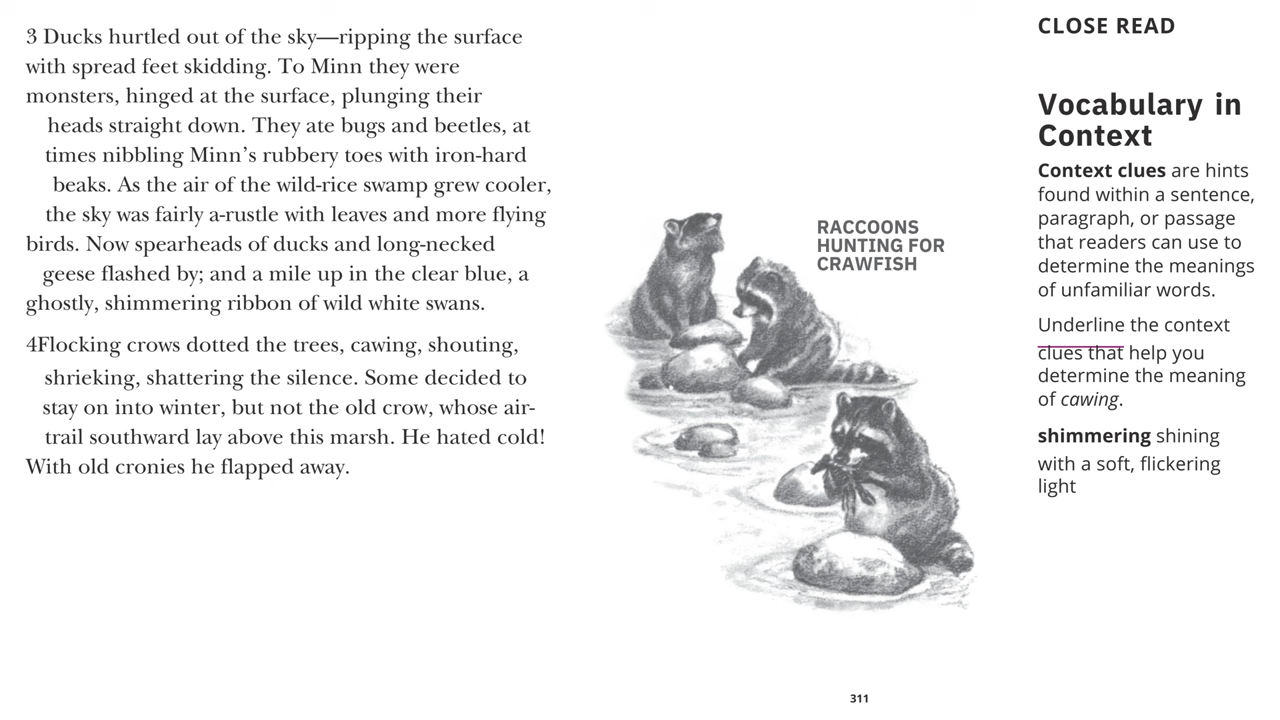 3 Ducks hurtled out of the sky—ripping the surface
with spread feet skidding. To Minn they were
monsters, hinged at the surface, plunging their
heads straight down. They ate bugs and beetles, at
times nibbling Minn’s rubbery toes with iron-hard
beaks. As the air of the wild-rice swamp grew cooler,
the sky was fairly a-rustle with leaves and more flying
birds. Now spearheads of ducks and long-necked
geese flashed by; and a mile up in the clear blue, a
ghostly, shimmering ribbon of wild white swans.
4Flocking crows dotted the trees, cawing, shouting,
shrieking, shattering the silence. Some decided to
stay on into winter, but not the old crow, whose air-
trail southward lay above this marsh. He hated cold!
With old cronies he flapped away.
RACCOONS
HUNTING FOR
CRAWFISH
CLOSE READ
Vocabulary in
Context
Context clues are hints
found within a sentence,
paragraph, or passage
that readers can use to
determine the meanings
of unfamiliar words.
Underline the context
clues that help you
determine the meaning
of cawing.
shimmering shining
with a soft, flickering
light
311